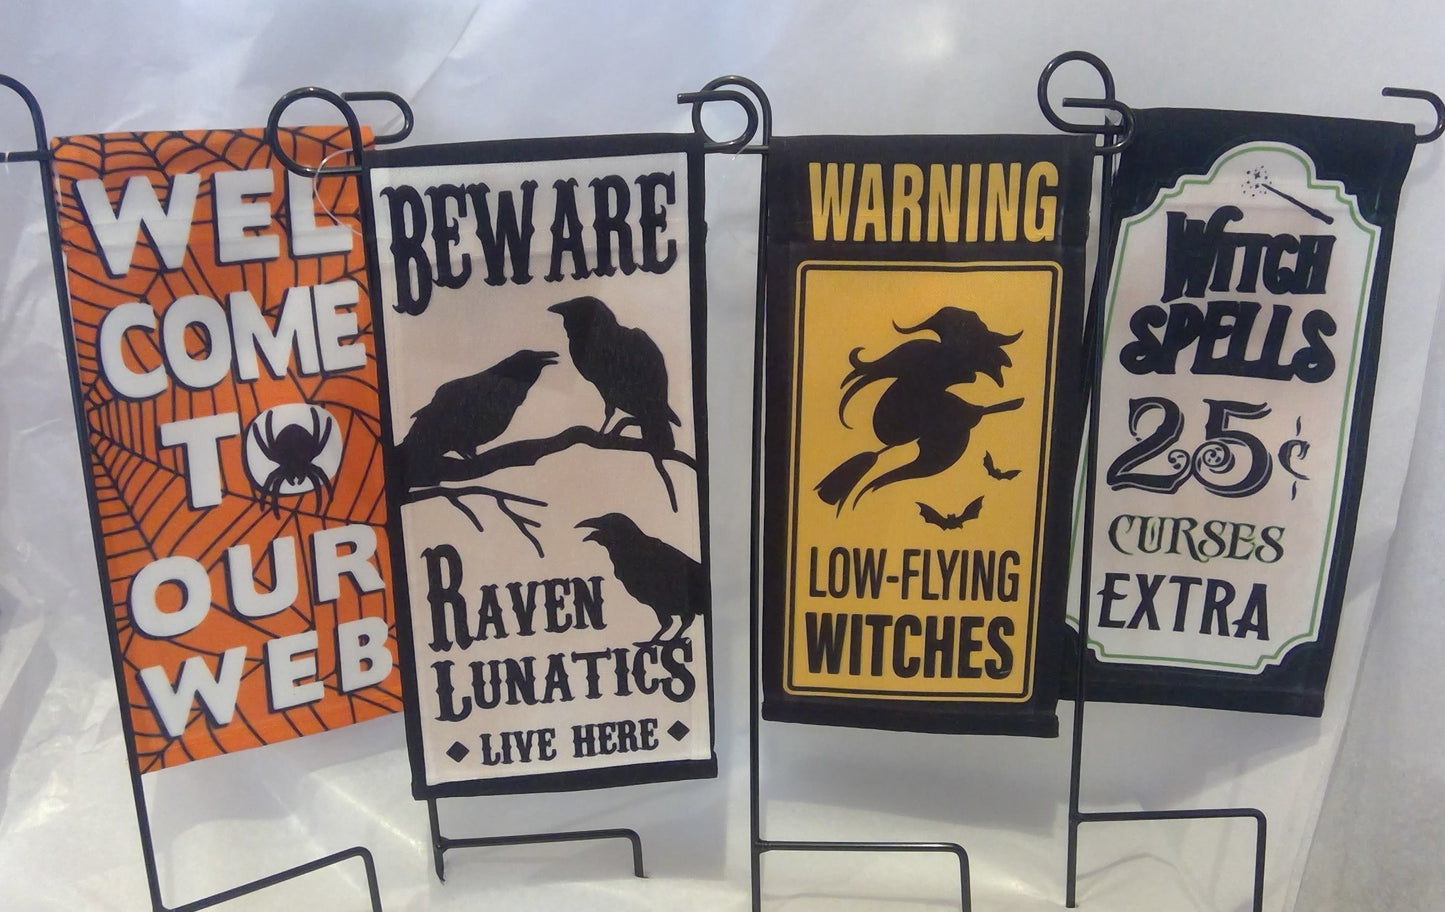 WEL
COME
TO
OUR
WEB
BEWARE
RAVEN
LUNATICS
LIVE HERE
WARNING
LOW-FLYING
WITCHES
WITCH
SPELLS
25¢
CURSES
EXTRA